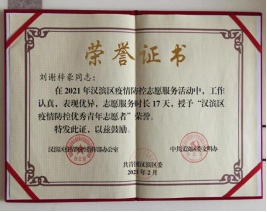 荣誉证书
刘谢梓豪同志：
在2021年汉滨区疫情防控志愿服务活动中，工作
认真，表现优异，志愿服务时长17天，授予“汉滨区
疫情防控优秀青年志愿者”荣誉。
特发此证，以兹鼓励。
共青团汉滨区委
2021年2月